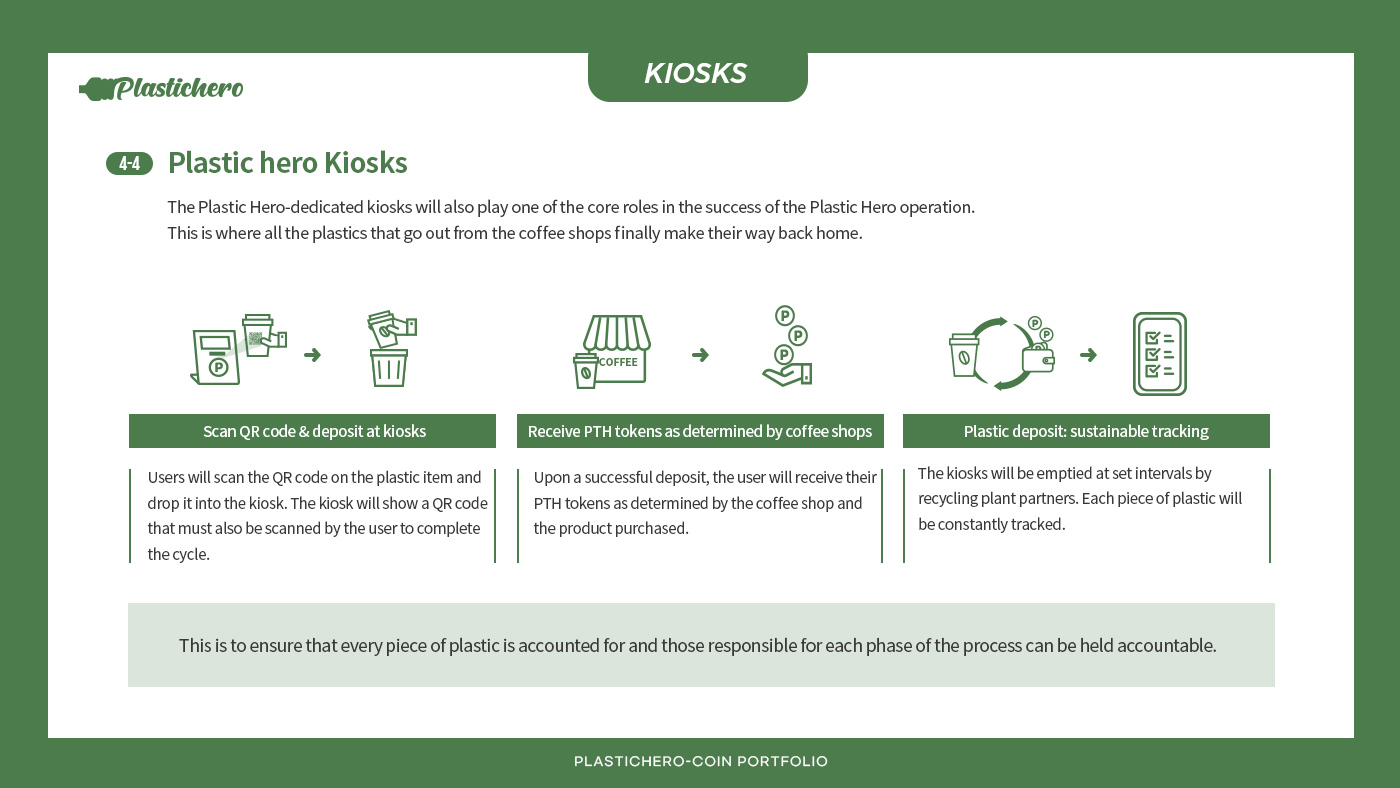 KIOSKS
Plastichero
4-4
Plastic hero Kiosks
The Plastic Hero-dedicated kiosks will also play one of the core roles in the success of the Plastic Hero operation.
This is where all the plastics that go out from the coffee shops finally make their way back home.
P
COFFEE
P
P
P
P
P
Scan QR code & deposit at kiosks
Users will scan the QR code on the plastic item and
drop it into the kiosk. The kiosk will show a QR code
that must also be scanned by the user to complete
the cycle.
Receive PTH tokens as determined by coffee shops
Upon a successful deposit, the user will receive their
PTH tokens as determined by the coffee shop and
the product purchased.
Plastic deposit: sustainable tracking
The kiosks will be emptied at set intervals by
recycling plant partners. Each piece of plastic will
be constantly tracked.
This is to ensure that every piece of plastic is accounted for and those responsible for each phase of the process can be held accountable.
PLASTICHERO-COIN PORTFOLIO